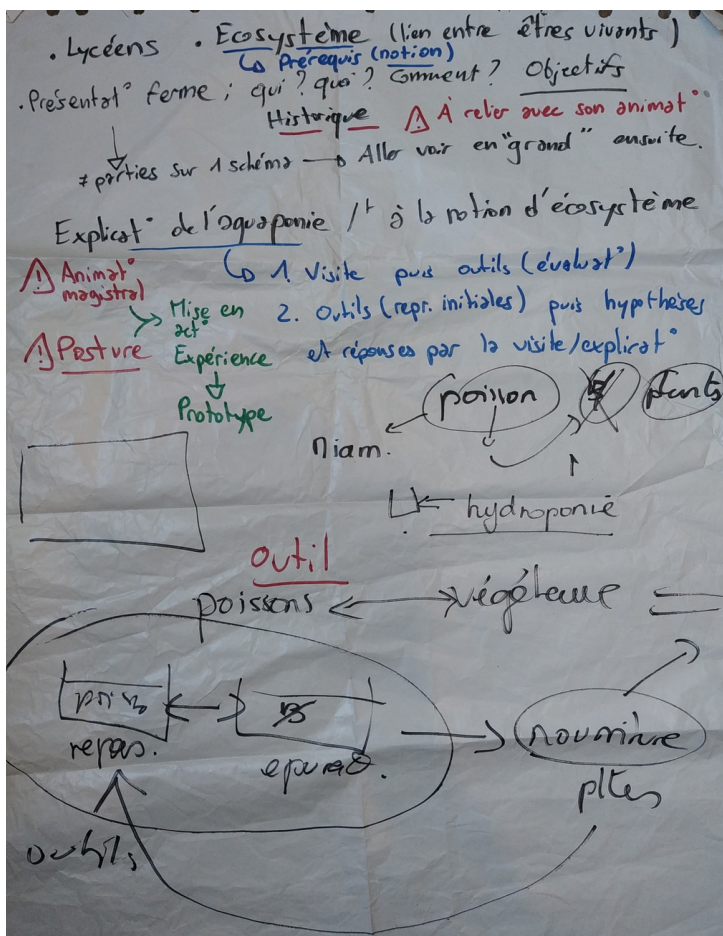 . Lycéens . Ecosystème (lien entre êtres vivants)
↳ Prérequis (notion)
. Présentat° ferme ; qui ? quoi ? Comment ? Objectifs
Historique ⚠ À relier avec son animat°
≠ parties sur 1 schéma → Aller voir en "grand" ensuite.
Explicat° de l'aquaponie /t à la notion d'écosystème
⚠ Animat° magistral
↳ 1. Visite puis outils (évaluat°)
2. Outils (repr. initiales) puis hypothèses
et réponses par la visite/explicat°
⚠ Posture
Mise en
act°
Expérience
↓
Prototype
poisson
plants
Miam.
hydroponie
Outil
poissons ↔ végétaux =
repas.
nourriture
pltes
outils